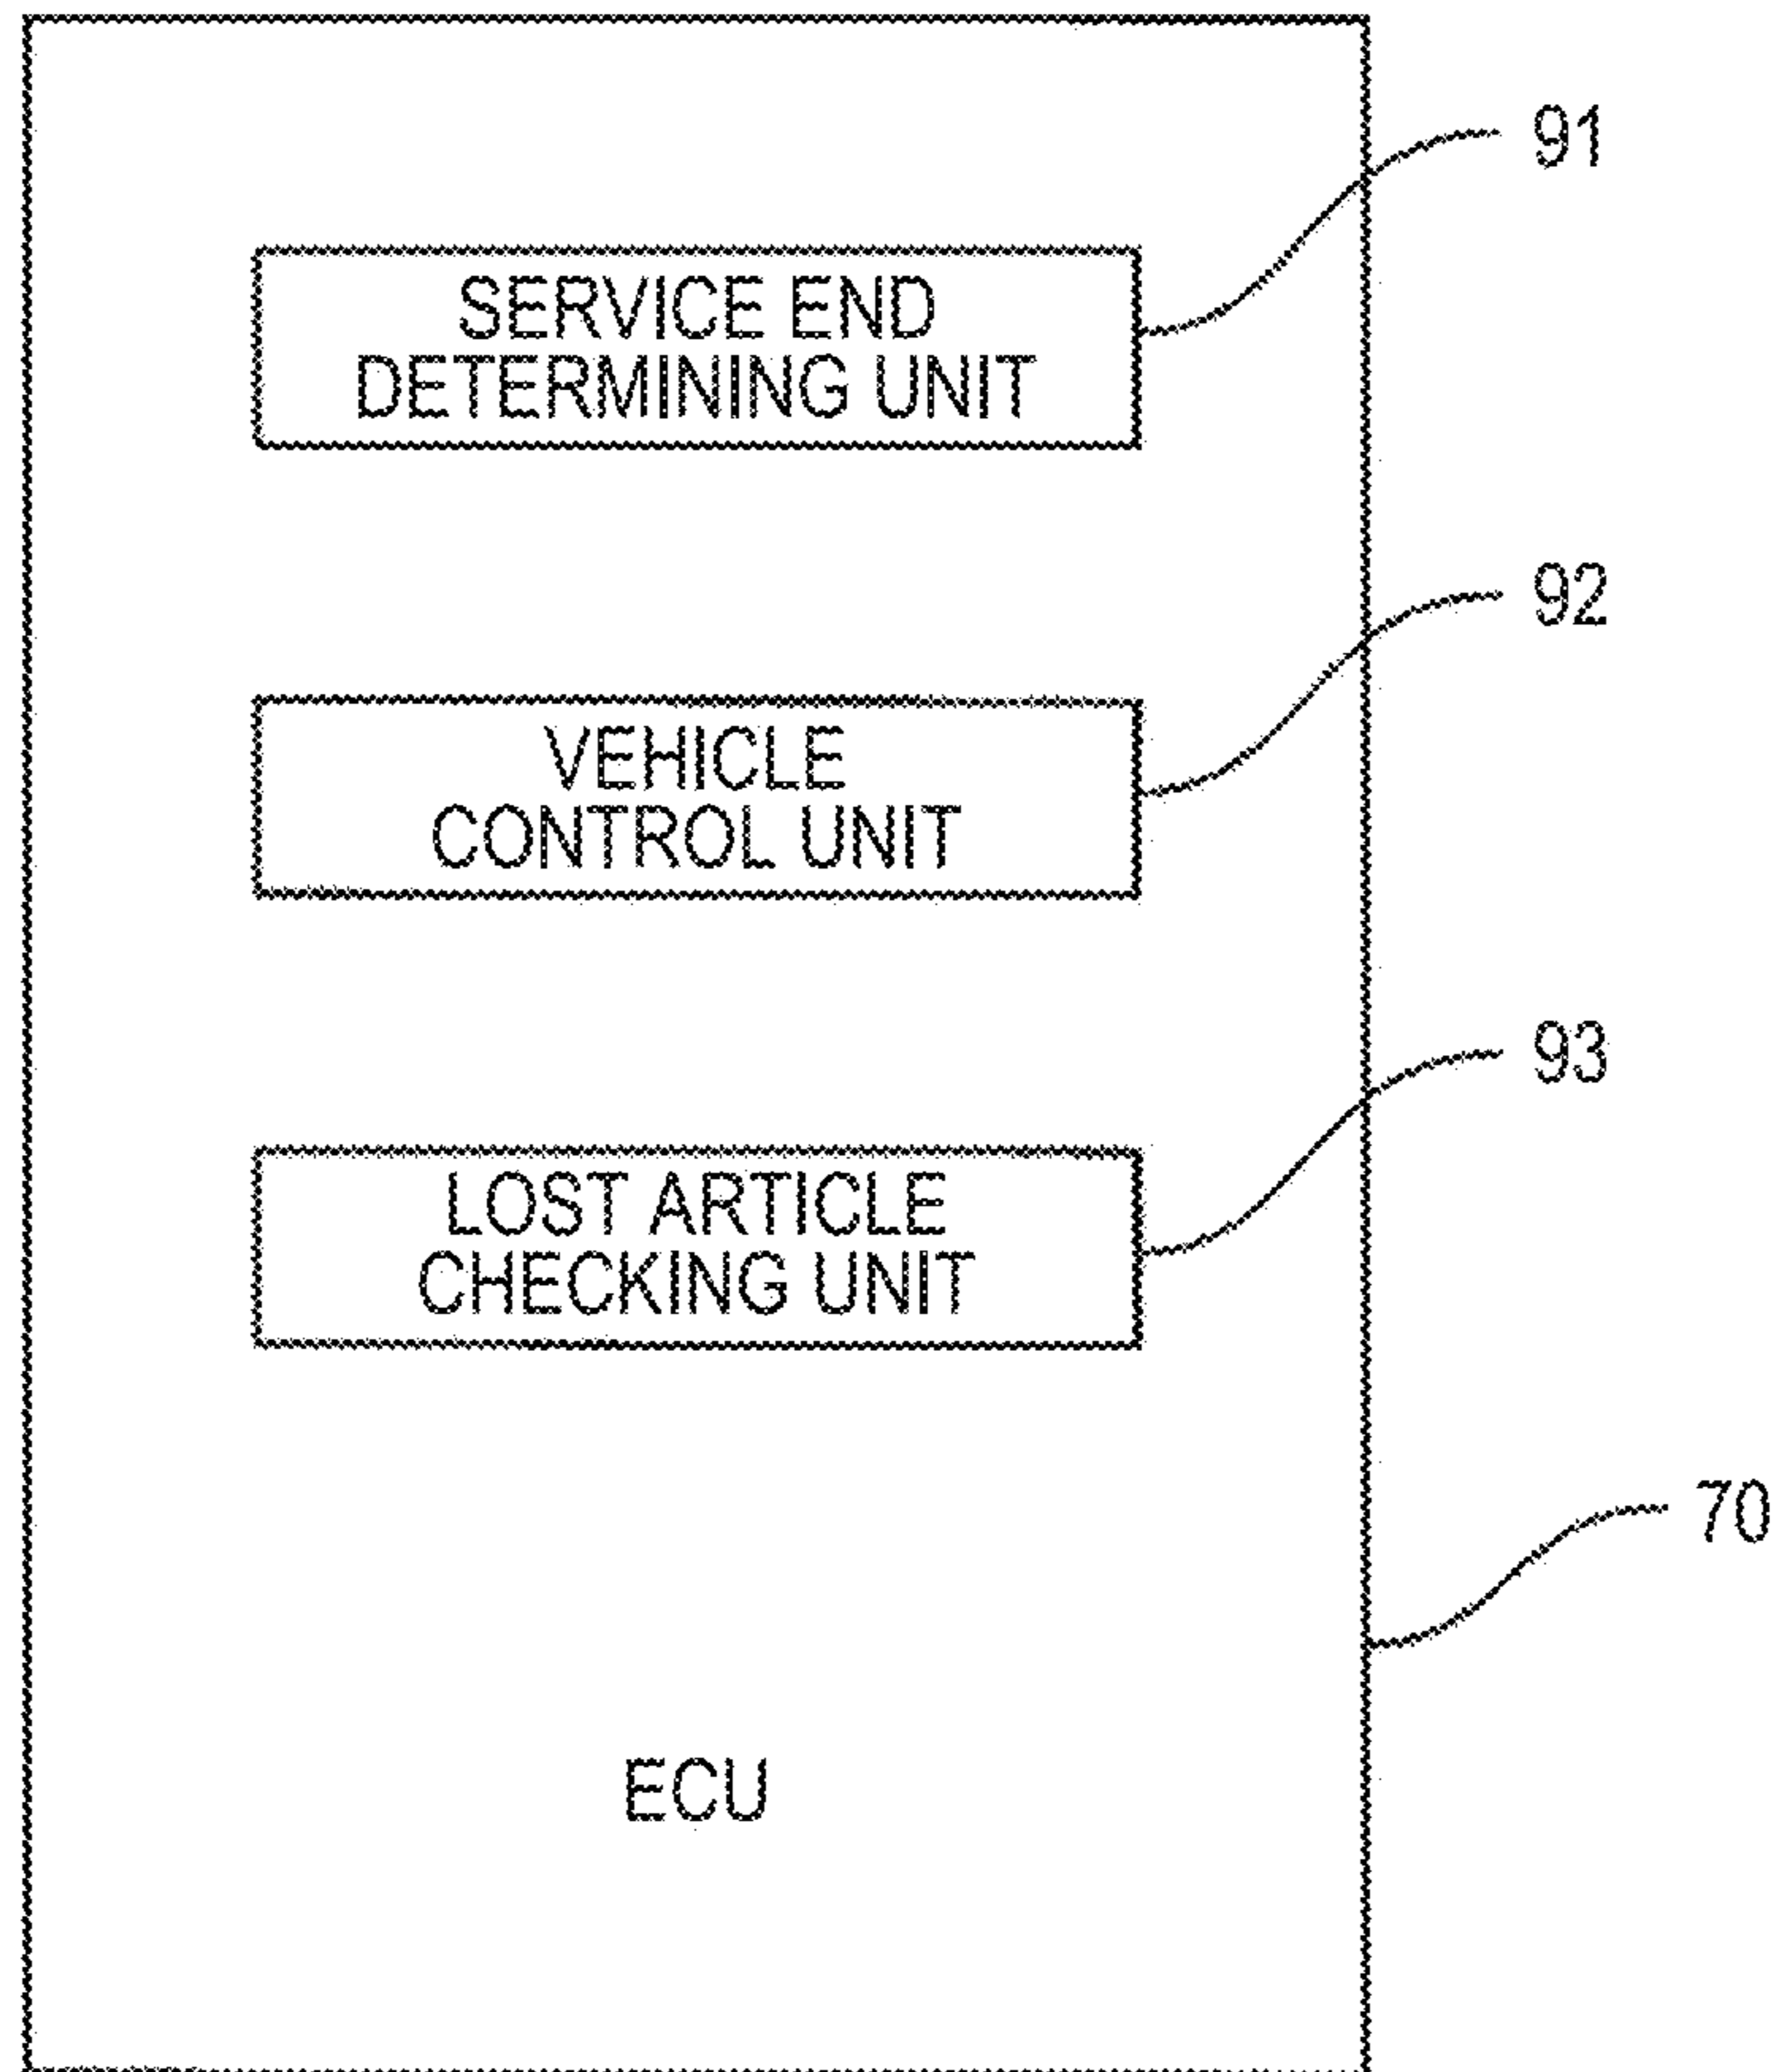 91
SERVICE END
DETERMINING UNIT
92
VEHICLE
CONTROL UNIT
93
LOST ARTICLE
CHECKING UNIT
70
ECU